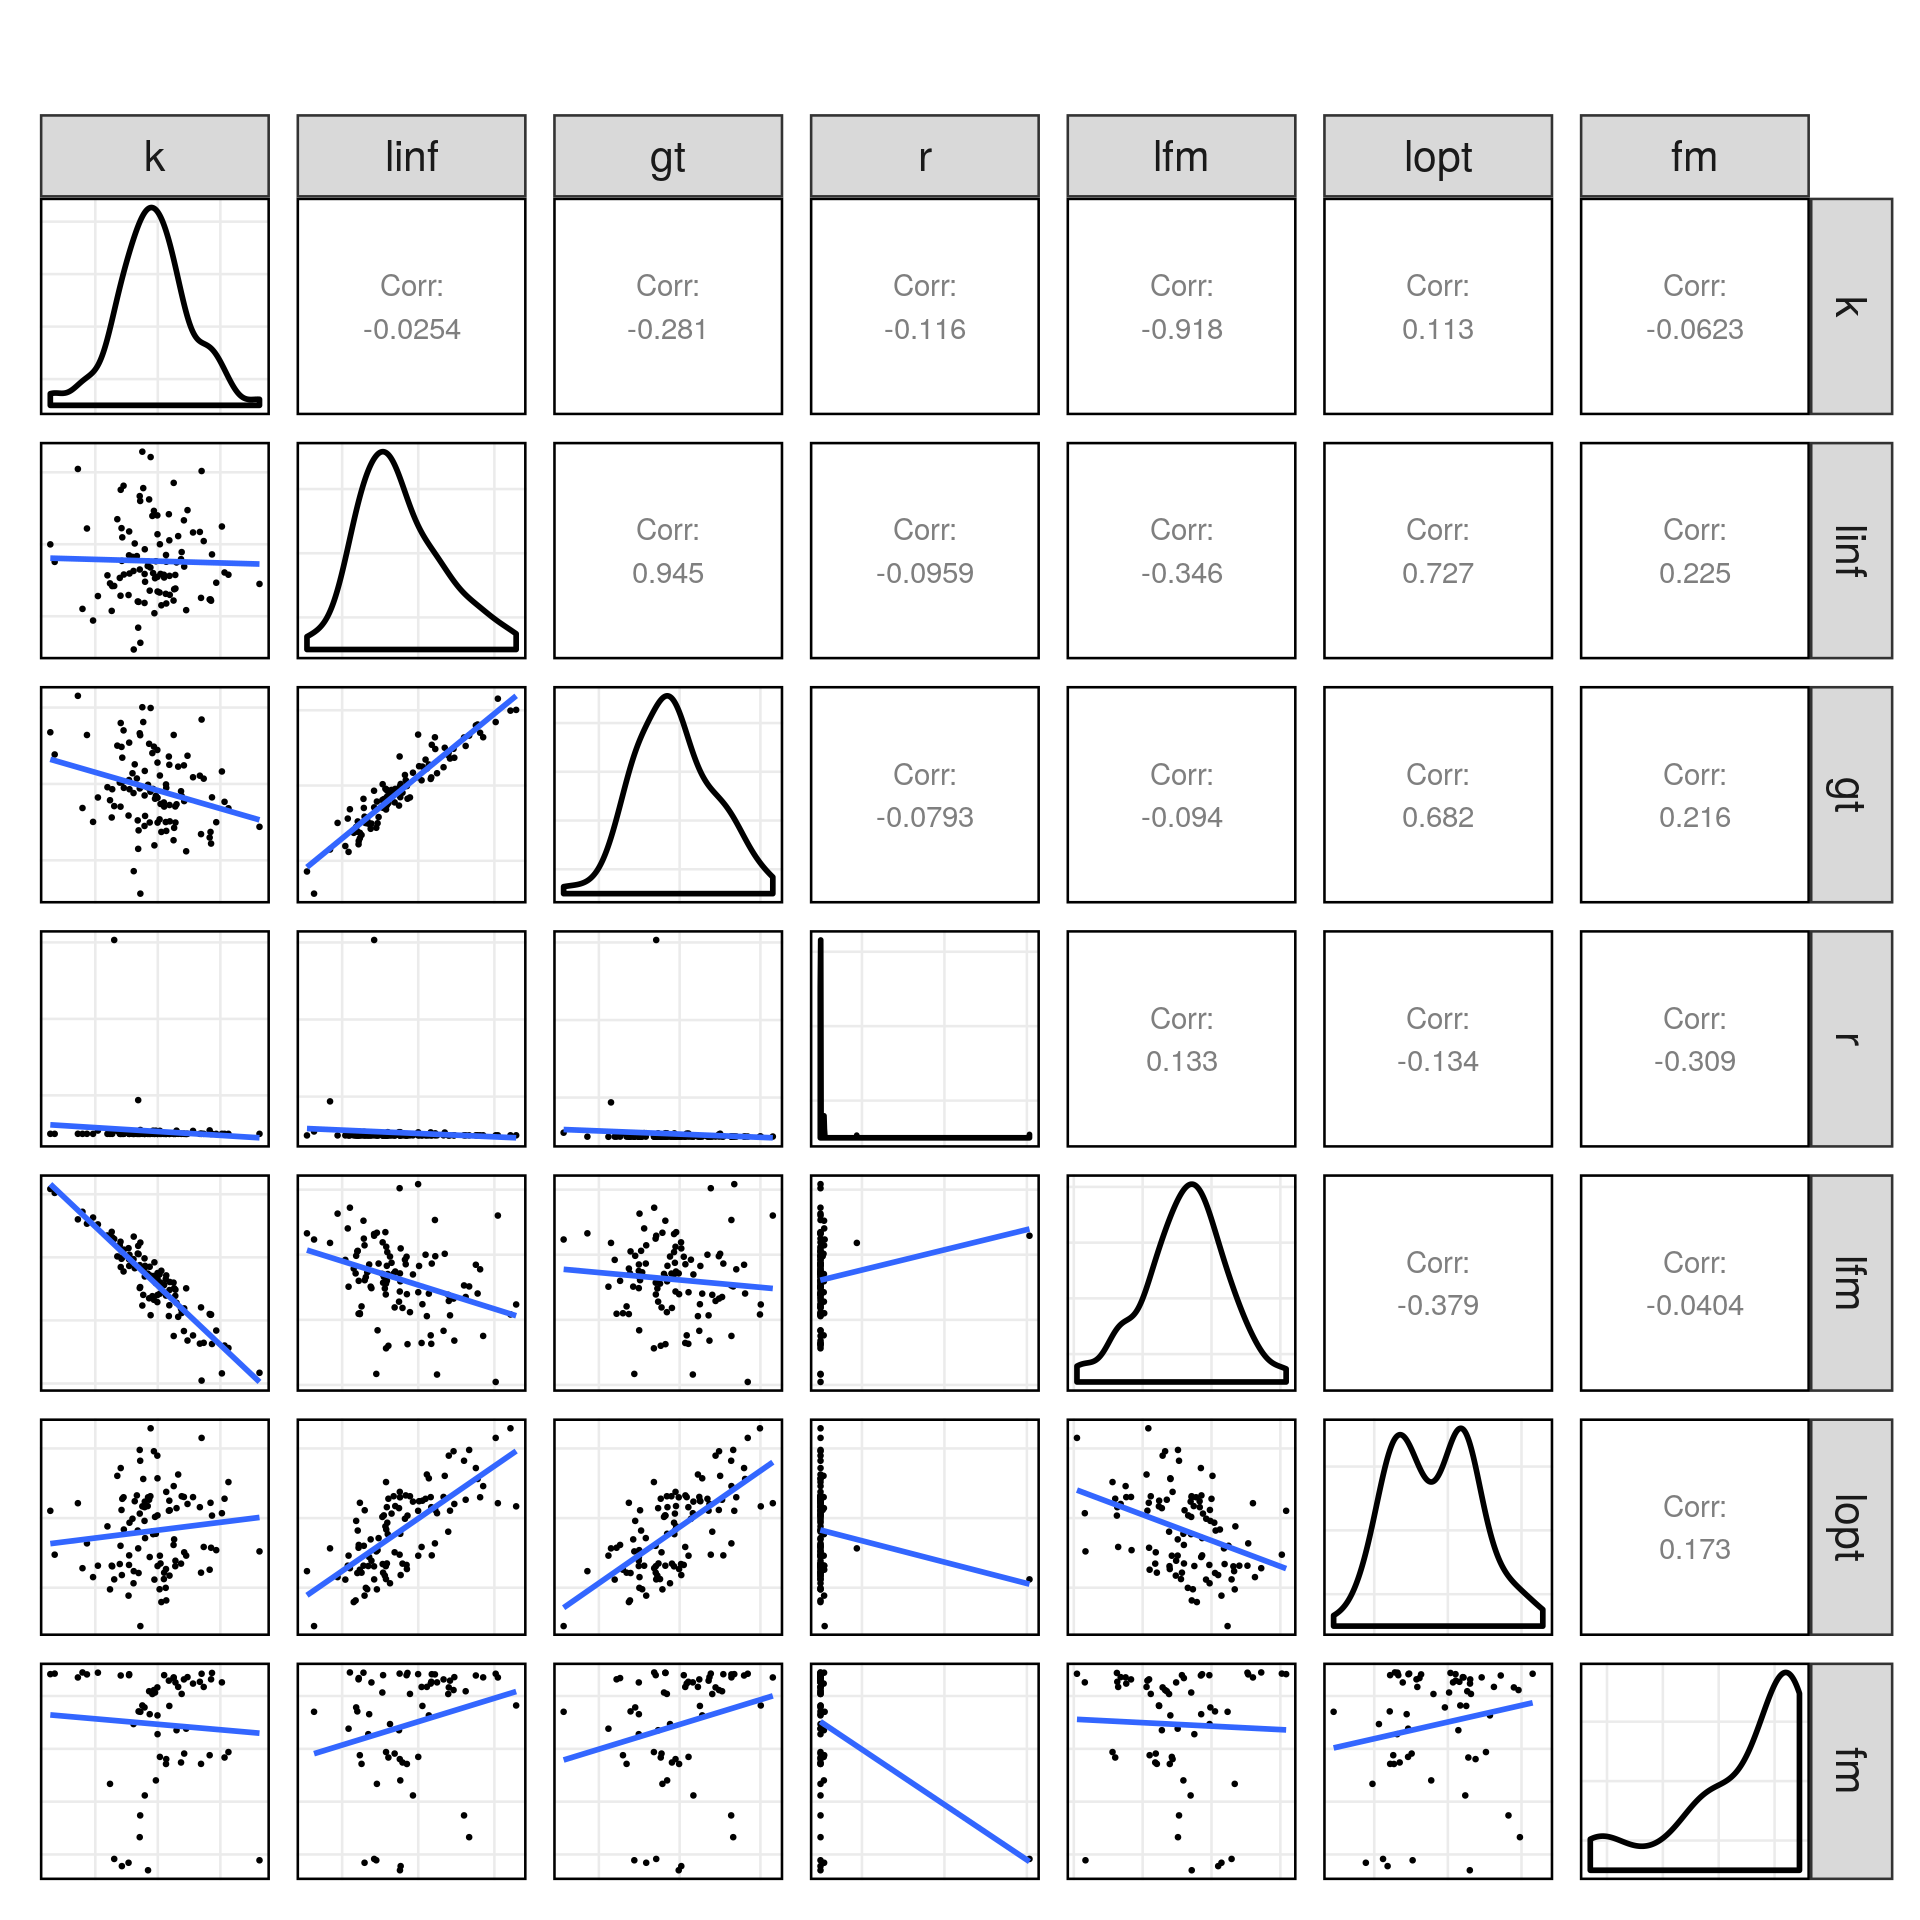 k linf gt r lfm lopt fm
Corr: Corr: Corr: Corr: Corr: Corr:
-0.0254 -0.281 -0.116 -0.918 0.113 -0.0623
k
Corr: Corr: Corr: Corr: Corr:
0.945 -0.0959 -0.346 0.727 0.225
linf
Corr: Corr: Corr: Corr:
-0.0793 -0.094 0.682 0.216
gt
Corr: Corr: Corr:
0.133 -0.134 -0.309
r
Corr: Corr:
-0.379 -0.0404
lfm
Corr:
0.173
lopt
fm